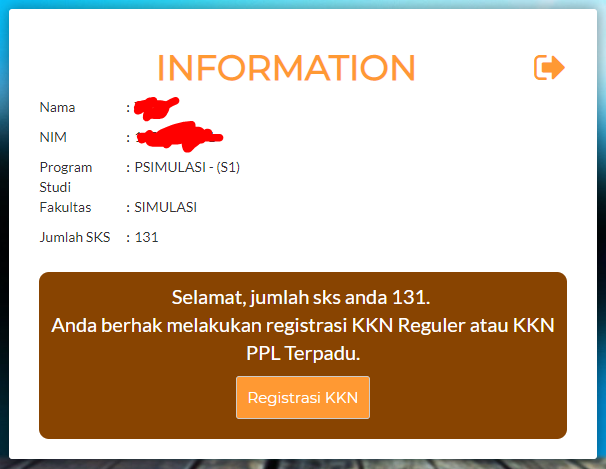 INFORMATION
Nama :
NIM :
Program : PSIMULASI - (S1)
Studi
Fakultas : SIMULASI
Jumlah SKS : 131
Selamat, jumlah sks anda 131.
Anda berhak melakukan registrasi KKN Reguler atau KKN
PPL Terpadu.
Registrasi KKN